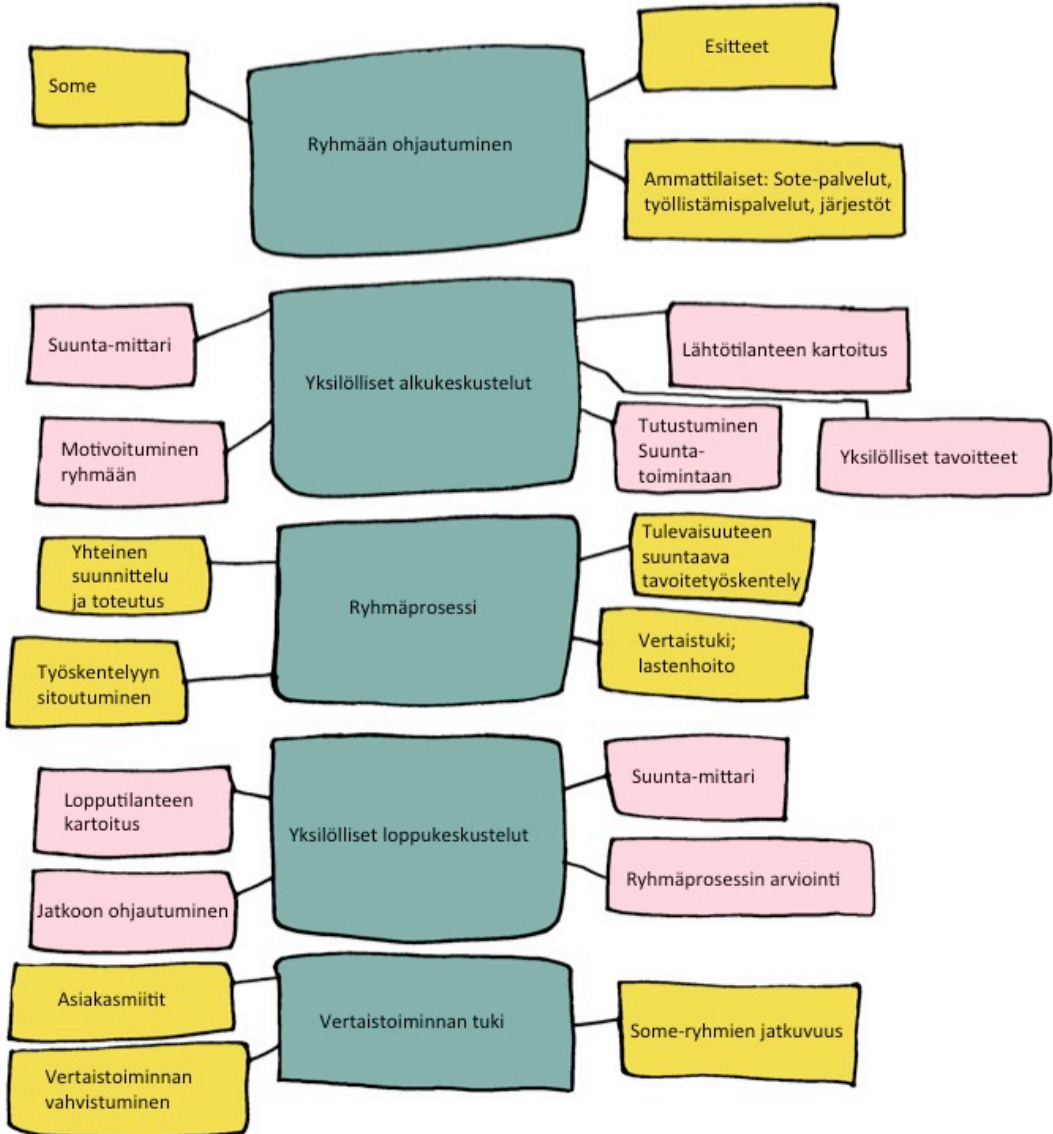 Some
Ryhmään ohjautuminen
Esitteet
Ammattilaiset: Sote-palvelut,
työllistämispalvelut, järjestöt
Suunta-mittari
Motivoituminen
ryhmään
Yksilölliset alkukeskustelut
Lähtötilanteen kartoitus
Tutustuminen
Suunta-
toimintaan
Yksilölliset tavoitteet
Yhteinen
suunnittelu
ja toteutus
Työskentelyyn
sitoutuminen
Ryhmäprosessi
Tulevaisuuteen
suuntaava
tavoitetyöskentely
Vertaistuki;
lastenhoito
Lopputilanteen
kartoitus
Jatkoon ohjautuminen
Yksilölliset loppukeskustelut
Suunta-mittari
Ryhmäprosessin arviointi
Asiakasmiitit
Vertaistoiminnan
vahvistuminen
Vertaistoiminnan tuki
Some-ryhmien jatkuvuus